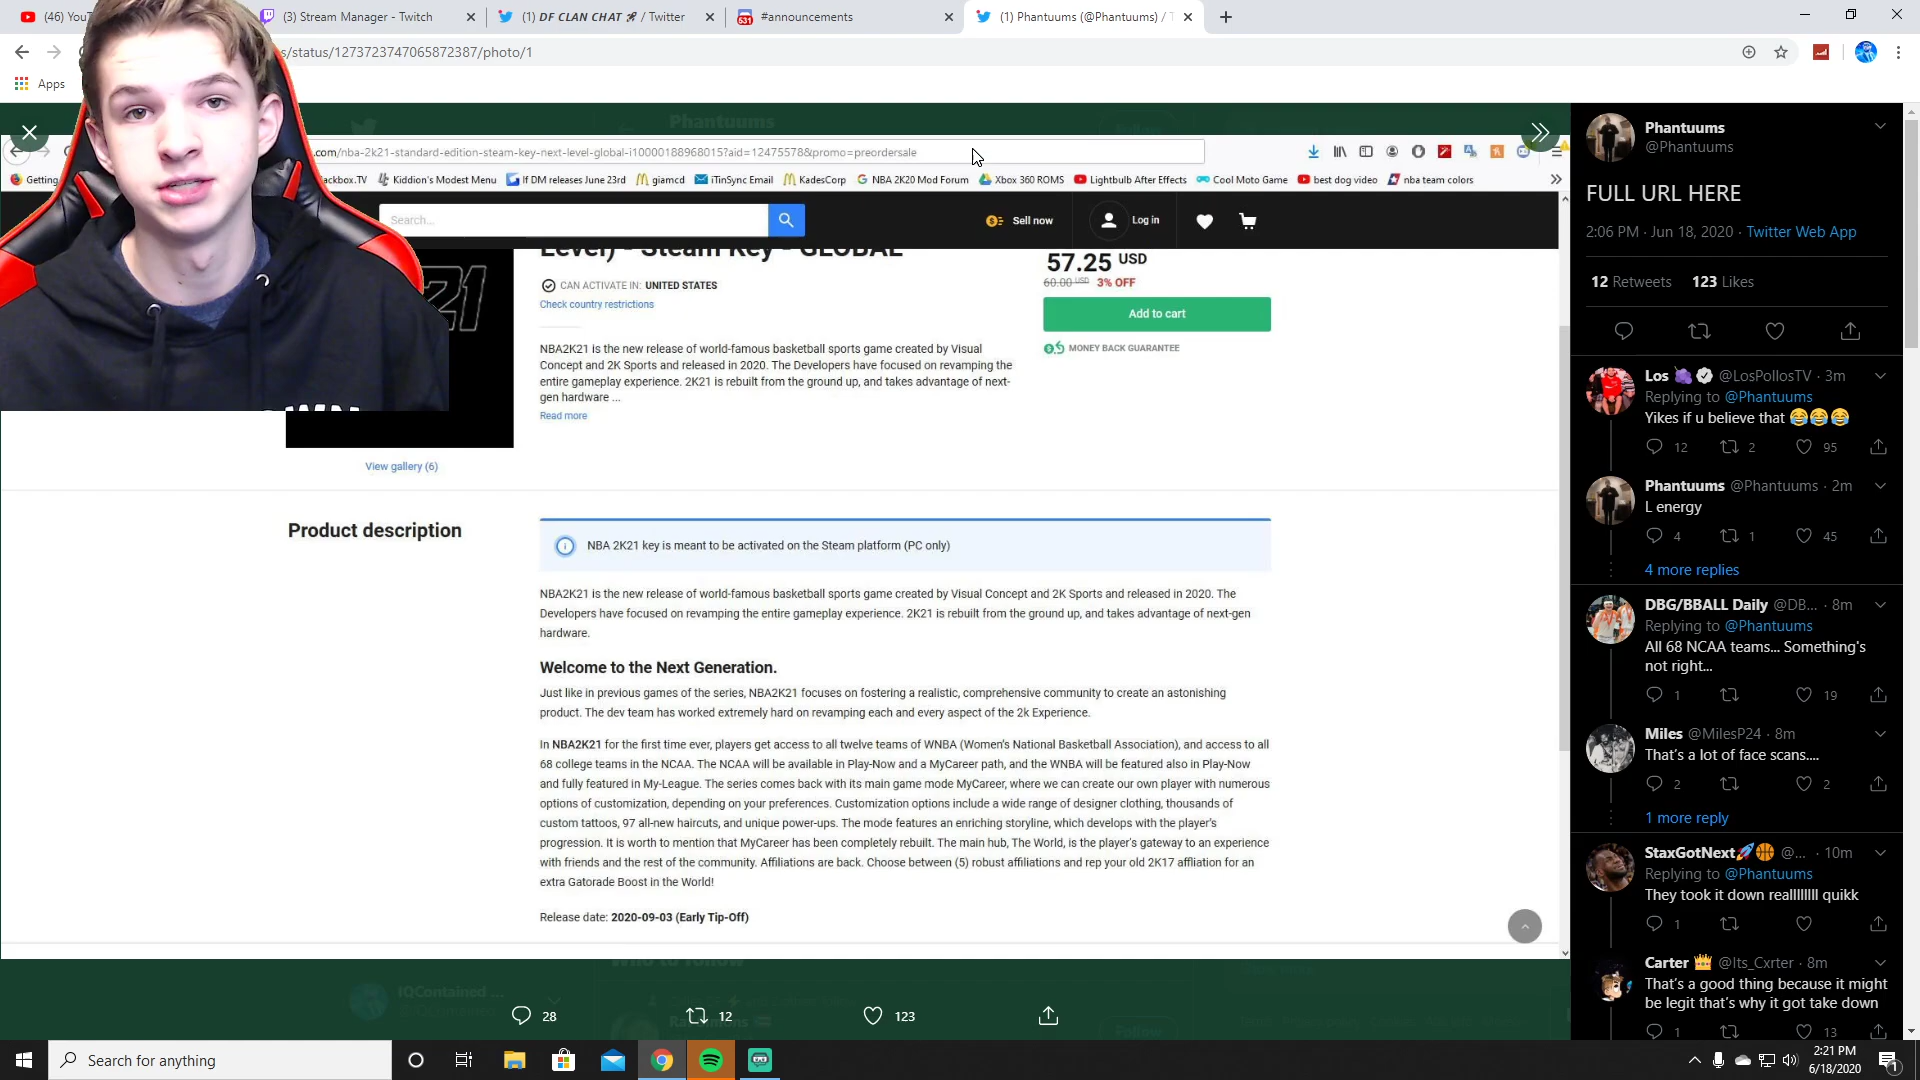 (46) YouT
(3) Stream Manager - Twitch
(1) DF CLAN CHAT 🚀 / Twitter
#announcements
(1) Phantuums (@Phantuums) / T
s/status/1273723747065872387/photo/1
Apps
Phantuums
.com/nba-2k21-standard-edition-steam-key-next-level-global-i10000188968015?aid=12475578&promo=preordersale
Getting
ackbox.TV
Kiddion's Modest Menu
If DM releases June 23rd
giamcd
iTinSync Email
KadesCorp
NBA 2K20 Mod Forum
Xbox 360 ROMS
Lightbulb After Effects
Cool Moto Game
best dog video
nba team colors
Search...
Sell now
Log in
Level) - Steam Key - GLOBAL
CAN ACTIVATE IN: UNITED STATES
Check country restrictions
57.25 USD
60.00 USD 3% OFF
Add to cart
MONEY BACK GUARANTEE
NBA2K21 is the new release of world-famous basketball sports game created by Visual
Concept and 2K Sports and released in 2020. The Developers have focused on revamping the
entire gameplay experience. 2K21 is rebuilt from the ground up, and takes advantage of next-
gen hardware ...
Read more
21
View gallery (6)
Product description
NBA 2K21 key is meant to be activated on the Steam platform (PC only)
NBA2K21 is the new release of world-famous basketball sports game created by Visual Concept and 2K Sports and released in 2020. The
Developers have focused on revamping the entire gameplay experience. 2K21 is rebuilt from the ground up, and takes advantage of next-gen
hardware.
Welcome to the Next Generation.
Just like in previous games of the series, NBA2K21 focuses on fostering a realistic, comprehensive community to create an astonishing
product. The dev team has worked extremely hard on revamping each and every aspect of the 2k Experience.
In NBA2K21 for the first time ever, players get access to all twelve teams of WNBA (Women's National Basketball Association), and access to all
68 college teams in the NCAA. The NCAA will be available in Play-Now and a MyCareer path, and the WNBA will be featured also in Play-Now
and fully featured in My-League. The series comes back with its main game mode MyCareer, where we can create our own player with numerous
options of customization, depending on your preferences. Customization options include a wide range of designer clothing, thousands of
custom tattoos, 97 all-new haircuts, and unique power-ups. The mode features an enriching storyline, which develops with the player's
progression. It is worth to mention that MyCareer has been completely rebuilt. The main hub, The World, is the player's gateway to an experience
with friends and the rest of the community. Affiliations are back. Choose between (5) robust affiliations and rep your old 2K17 affliation for an
extra Gatorade Boost in the World!
Release date: 2020-09-03 (Early Tip-Off)
IQContained ...
Follow
28
12
123
Phantuums
@Phantuums
FULL URL HERE
2:06 PM · Jun 18, 2020 · Twitter Web App
12 Retweets 123 Likes
Los 🍇 @LosPollosTV · 3m
Replying to @Phantuums
Yikes if u believe that 😂😂😂
12 2 95
Phantuums @Phantuums · 2m
L energy
4 1 45
4 more replies
DBG/BBALL Daily @DB... · 8m
Replying to @Phantuums
All 68 NCAA teams... Something's
not right...
1 19
Miles @MilesP24 · 8m
That's a lot of face scans....
2 2
1 more reply
StaxGotNext🚀🏀 @... · 10m
Replying to @Phantuums
They took it down realllllllll quikk
1
Carter 👑 @Its_Cxrter · 8m
That's a good thing because it might
be legit that's why it got take down
1 13
Search for anything
2:21 PM
6/18/2020
1